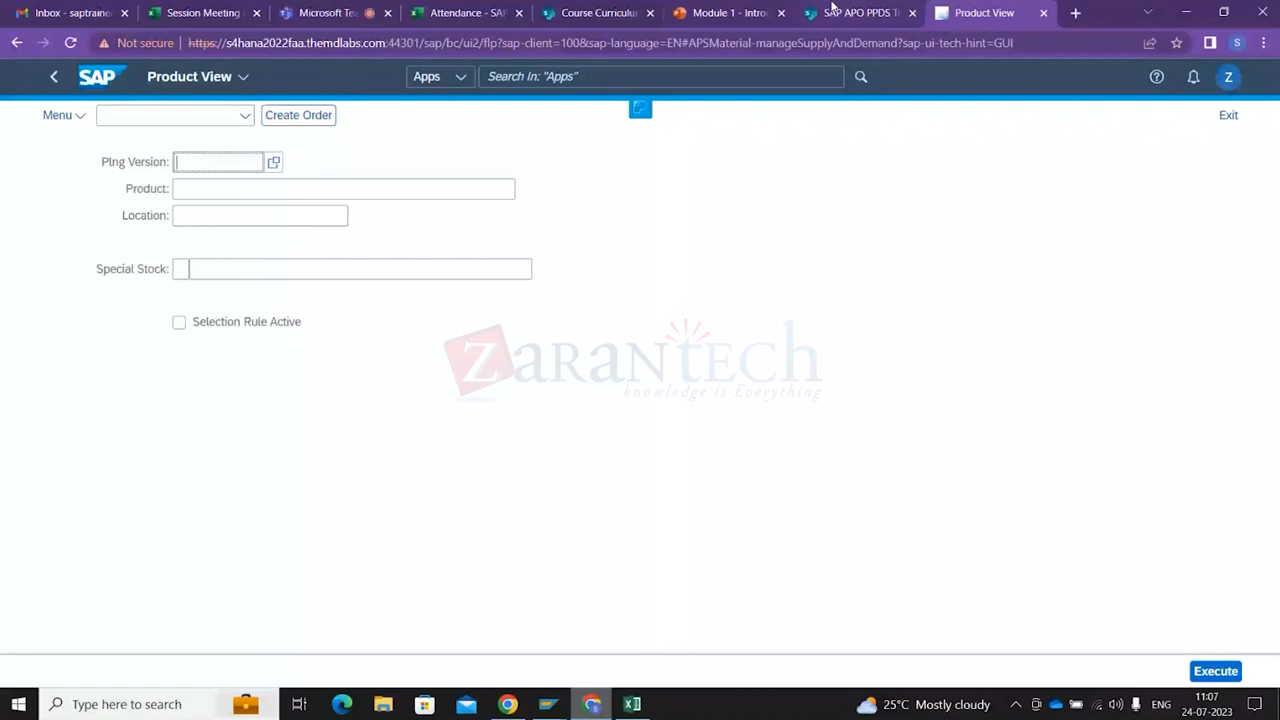 Inbox - saptraine
Session Meeting
Microsoft Tea
Attendance - SAP
Course Curriculu
Module 1 - Introd
SAP APO PPDS Tr
Product View
Not secure
https://s4hana2022faa.themdlabs.com:44301/sap/bc/ui2/flp?sap-client=100&sap-language=EN#APSMaterial-manageSupplyAndDemand?sap-ui-tech-hint=GUI
S
SAP
Product View
Apps
Search In: "Apps"
Z
Menu
Create Order
Exit
Plng Version:
Product:
Location:
Special Stock:
Selection Rule Active
ZaranTech
knowledge is Everything
Execute
Type here to search
25°C Mostly cloudy
ENG
11:07
24-07-2023